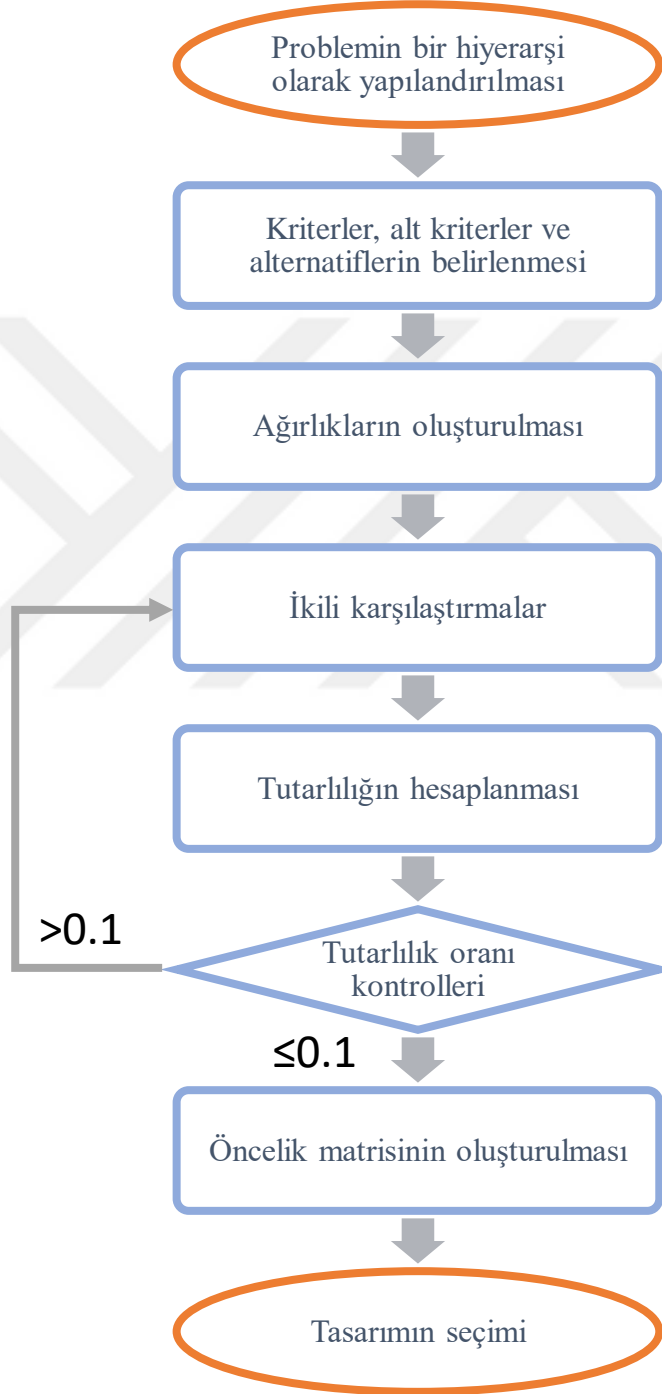 Problemin bir hiyerarşi
olarak yapılandırılması
Kriterler, alt kriterler ve
alternatiflerin belirlenmesi
Ağırlıkların oluşturulması
İkili karşılaştırmalar
Tutarlılığın hesaplanması
>0.1
Tutarlılık oranı
kontrolleri
≤0.1
Öncelik matrisinin oluşturulması
Tasarımın seçimi